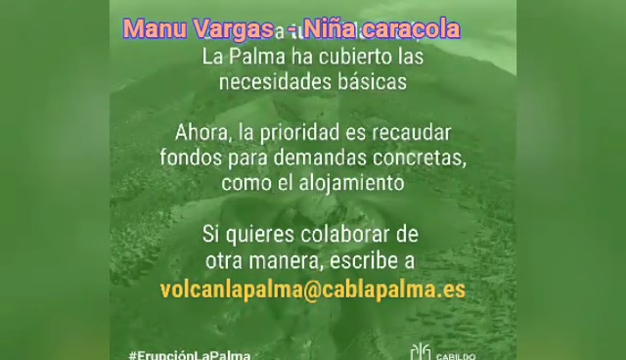 Manu Vargas - Niña caracola
La Palma ha cubierto las
necesidades básicas
Ahora, la prioridad es recaudar
fondos para demandas concretas,
como el alojamiento
Si quieres colaborar de
otra manera, escribe a
volcanlapalma@cablapalma.es
#ErupciónLaPalma
CABILDO